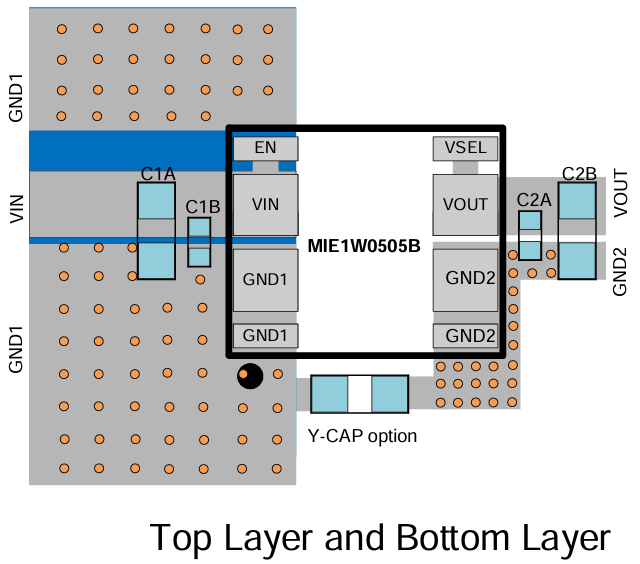 GND1
EN
VSEL
C1A
C2B
VOUT
VIN
C1B
VIN
VOUT
C2A
MIE1W0505B
GND1
GND2
GND2
GND1
GND1
GND2
Y-CAP option
Top Layer and Bottom Layer